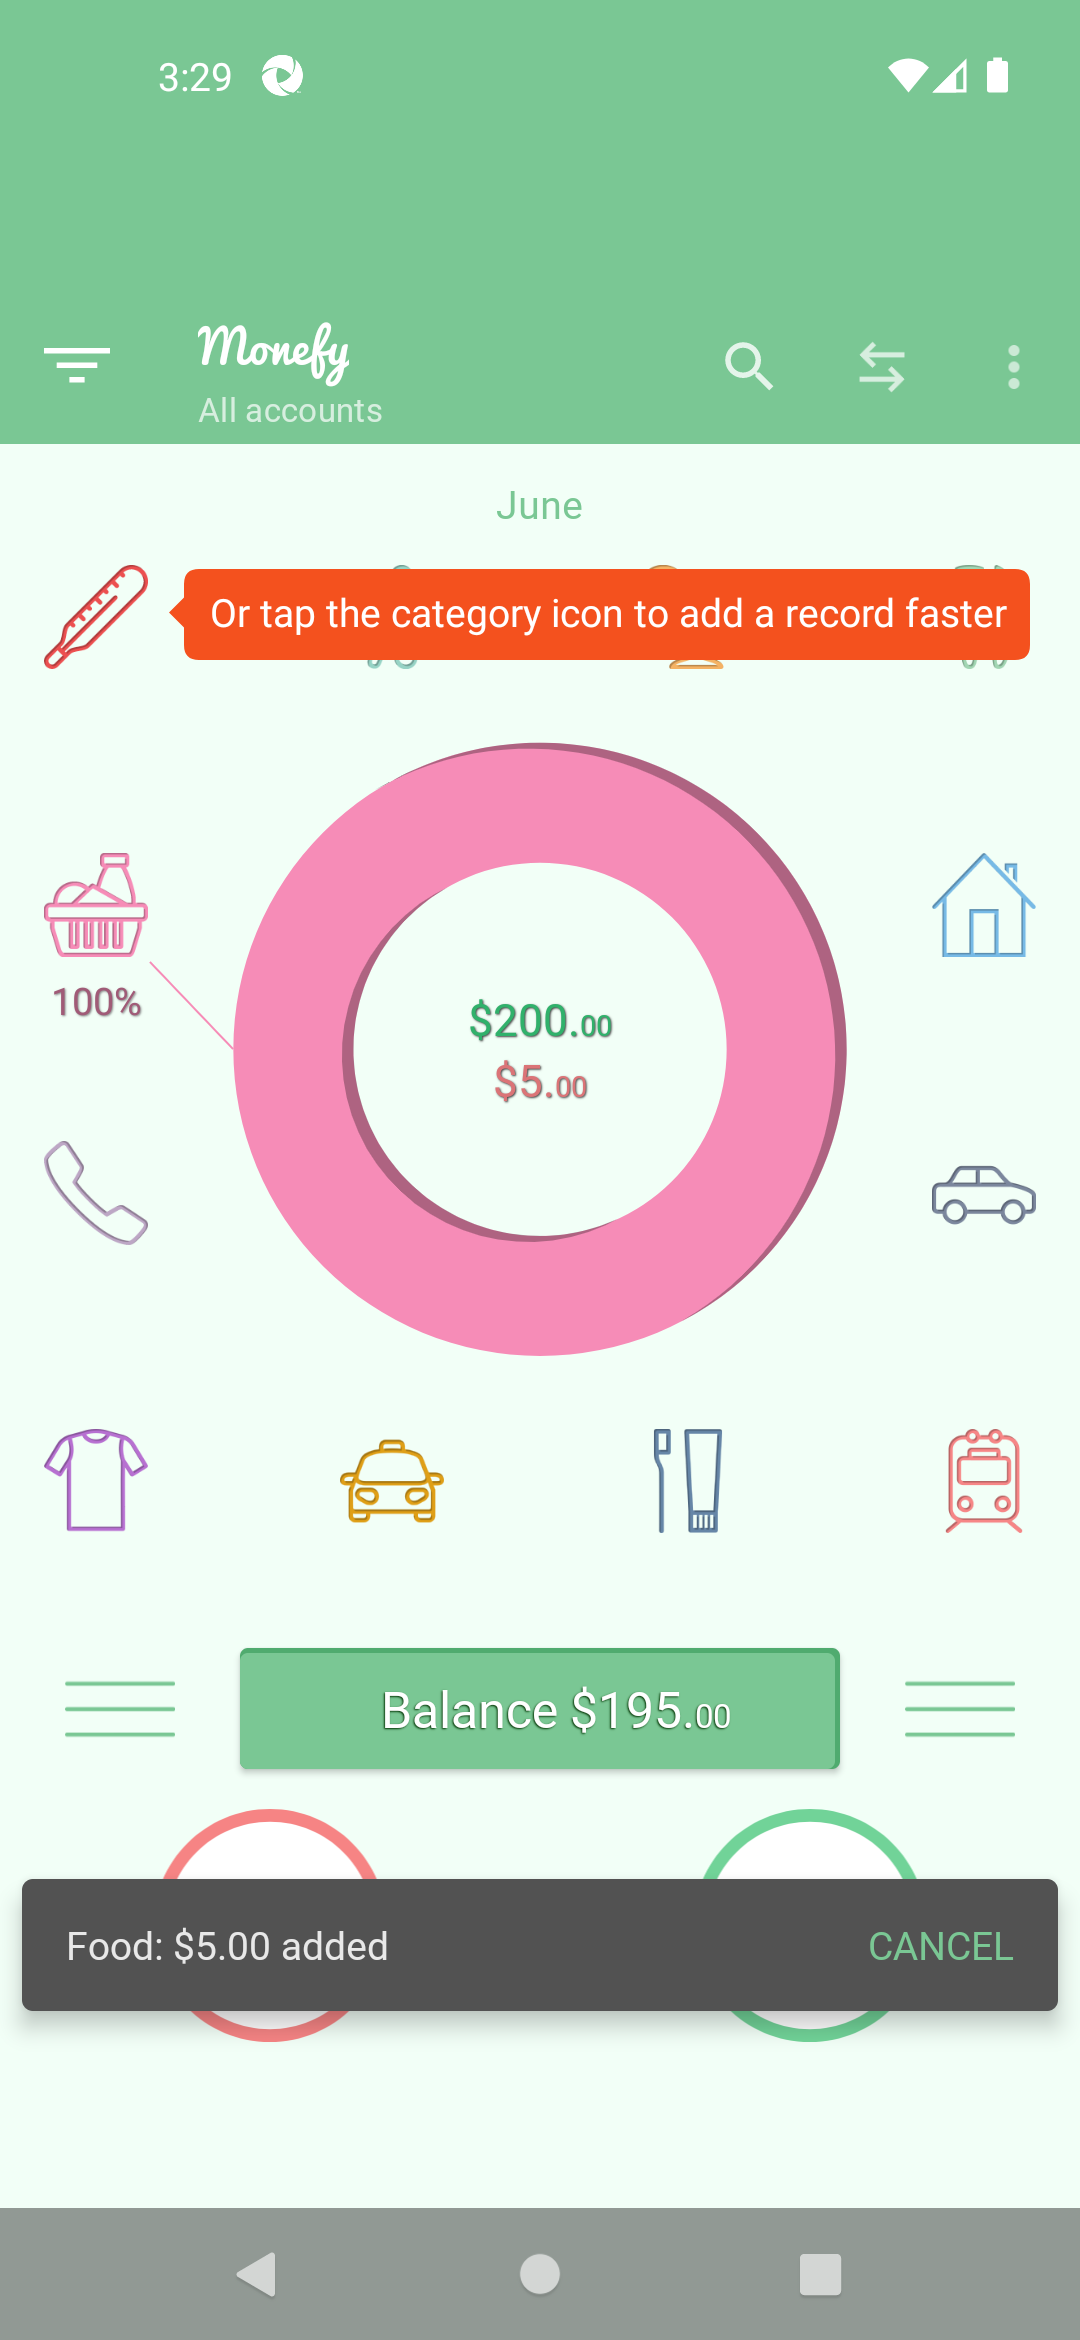 3:29
Monefy
All accounts
June
Or tap the category icon to add a record faster
100%
$200.00
$5.00
Balance $195.00
Food: $5.00 added
CANCEL